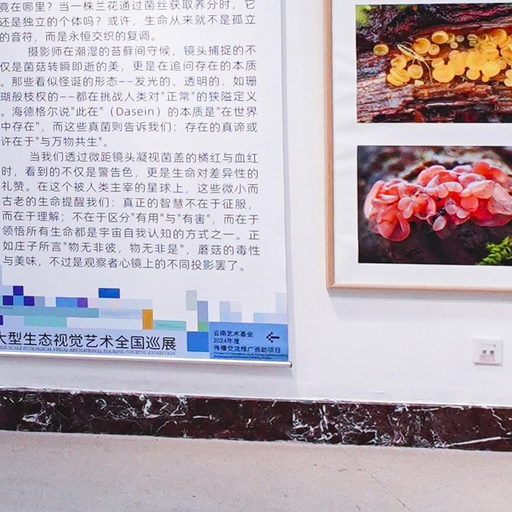 竟在哪里？当一株兰花通过菌丝获取养分时，它
还是独立的个体吗？或许，生命从来就不是孤立
的音符，而是永恒交织的复调。
摄影师在潮湿的苔藓间守候，镜头捕捉的不
仅是菌菇转瞬即逝的美，更是在追问存在的本质
。那些看似怪诞的形态——发光的、透明的、如珊
瑚般枝杈的——都在挑战人类对"正常"的狭隘定义
。海德格尔说"此在"（Dasein）的本质是"在世界
中存在"，而这些真菌则告诉我们：存在的真谛或
许在于"与万物共生"。
当我们透过微距镜头凝视菌盖的橘红与血红
时，看到的不仅是警告色，更是生命对差异性的
礼赞。在这个被人类主宰的星球上，这些微小而
古老的生命提醒我们：真正的智慧不在于征服，
而在于理解；不在于区分"有用"与"有害"，而在于
领悟所有生命都是宇宙自我认知的方式之一。正
如庄子所言"物无非彼，物无非是"，蘑菇的毒性
与美味，不过是观察者心镜上的不同投影罢了。
大型生态视觉艺术全国巡展
云南艺术基金
2024年度
传播交流推广资助项目